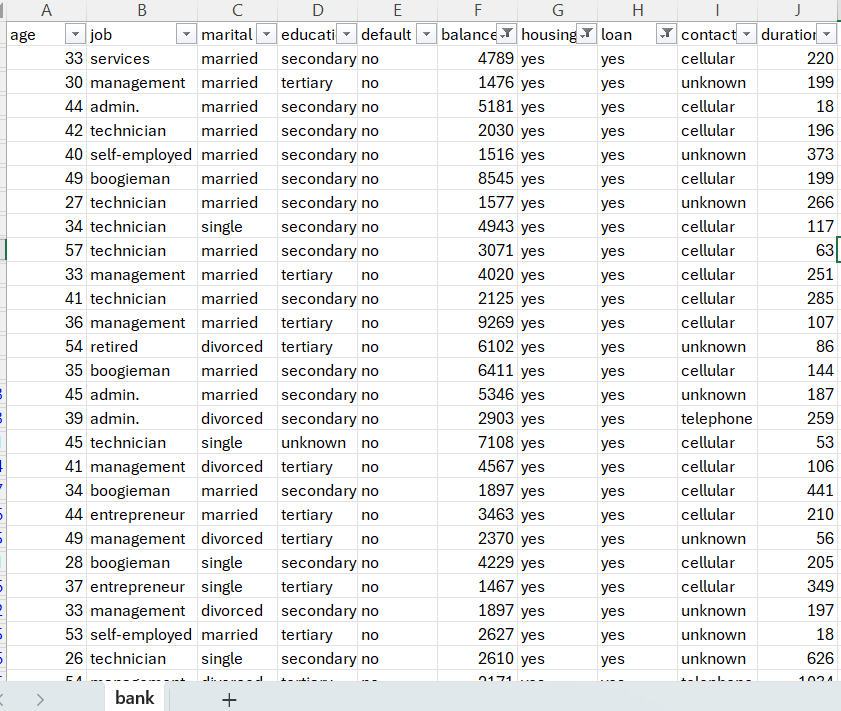 A B C D E F G H I J
age job marital educati default balance housing loan contact duration
33 services married secondary no 4789 yes yes cellular 220
30 management married tertiary no 1476 yes yes unknown 199
44 admin. married secondary no 5181 yes yes cellular 18
42 technician married secondary no 2030 yes yes cellular 196
40 self-employed married secondary no 1516 yes yes unknown 373
49 boogieman married secondary no 8545 yes yes cellular 199
27 technician married secondary no 1577 yes yes unknown 266
34 technician single secondary no 4943 yes yes cellular 117
57 technician married secondary no 3071 yes yes cellular 63
33 management married tertiary no 4020 yes yes cellular 251
41 technician married secondary no 2125 yes yes cellular 285
36 management married tertiary no 9269 yes yes cellular 107
54 retired divorced tertiary no 6102 yes yes unknown 86
35 boogieman married secondary no 6411 yes yes cellular 144
45 admin. married secondary no 5346 yes yes unknown 187
39 admin. divorced secondary no 2903 yes yes telephone 259
45 technician single unknown no 7108 yes yes cellular 53
41 management divorced tertiary no 4567 yes yes cellular 106
34 boogieman married secondary no 1897 yes yes cellular 441
44 entrepreneur married tertiary no 3463 yes yes cellular 210
49 management divorced tertiary no 2370 yes yes unknown 56
28 boogieman single secondary no 4229 yes yes cellular 205
37 entrepreneur single tertiary no 1467 yes yes cellular 349
33 management divorced secondary no 1897 yes yes unknown 197
53 self-employed married tertiary no 2627 yes yes unknown 18
26 technician single secondary no 2610 yes yes unknown 626
bank